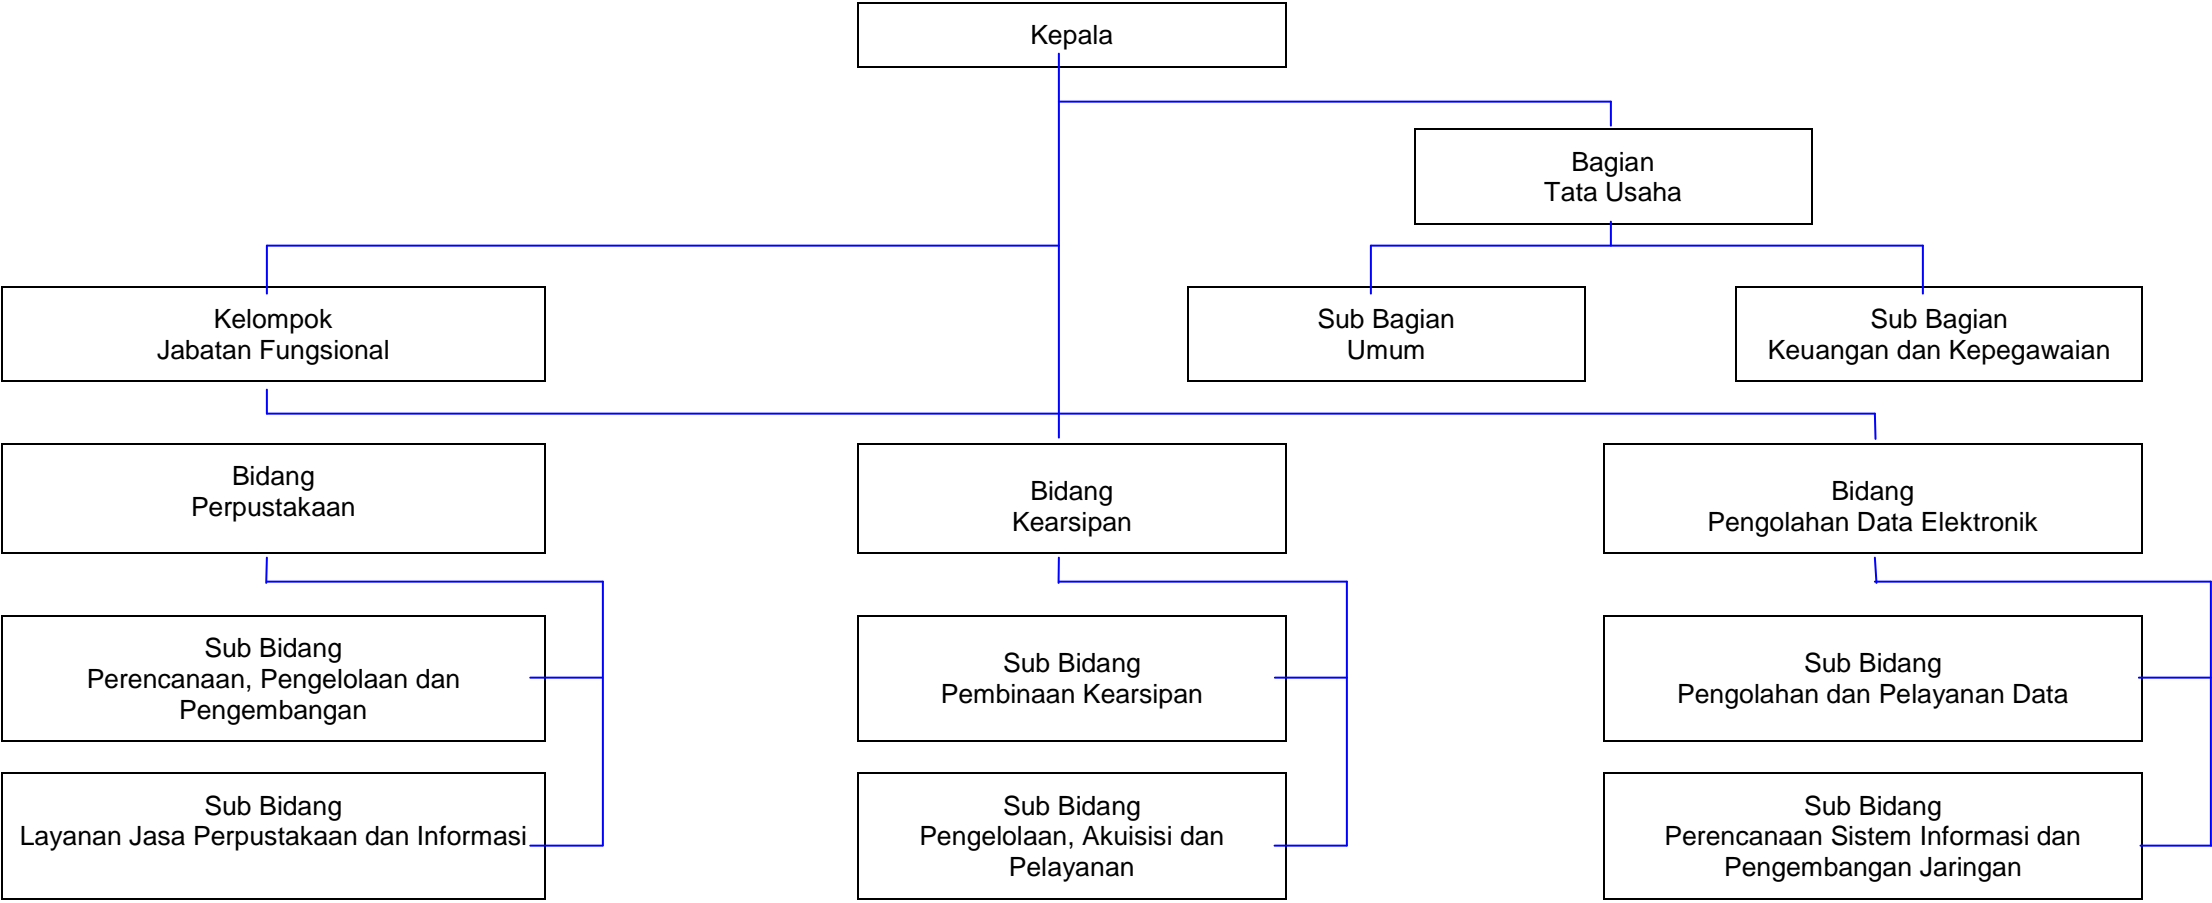 Kepala
Bagian
Tata Usaha
Kelompok
Jabatan Fungsional
Sub Bagian
Umum
Sub Bagian
Keuangan dan Kepegawaian
Bidang
Perpustakaan
Bidang
Kearsipan
Bidang
Pengolahan Data Elektronik
Sub Bidang
Perencanaan, Pengelolaan dan
Pengembangan
Sub Bidang
Pembinaan Kearsipan
Sub Bidang
Pengolahan dan Pelayanan Data
Sub Bidang
Layanan Jasa Perpustakaan dan Informasi
Sub Bidang
Pengelolaan, Akuisisi dan
Pelayanan
Sub Bidang
Perencanaan Sistem Informasi dan
Pengembangan Jaringan